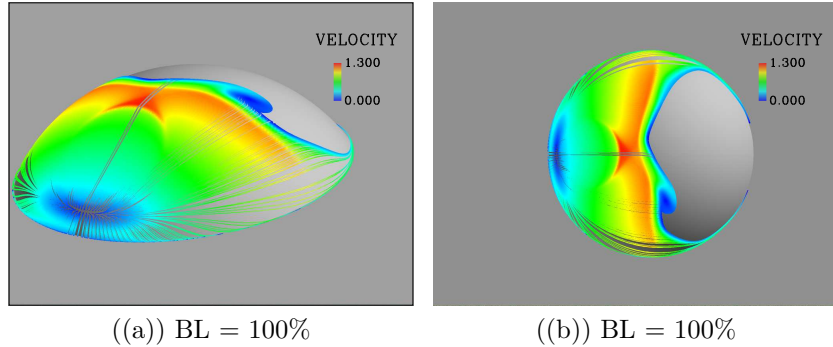 VELOCITY
1.300
0.000
VELOCITY
1.300
0.000
((a)) BL = 100%
((b)) BL = 100%